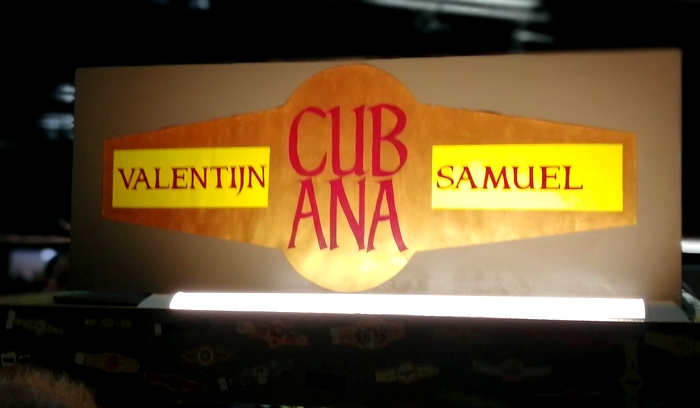 VALENTIJN
CUB
ANA
SAMUEL